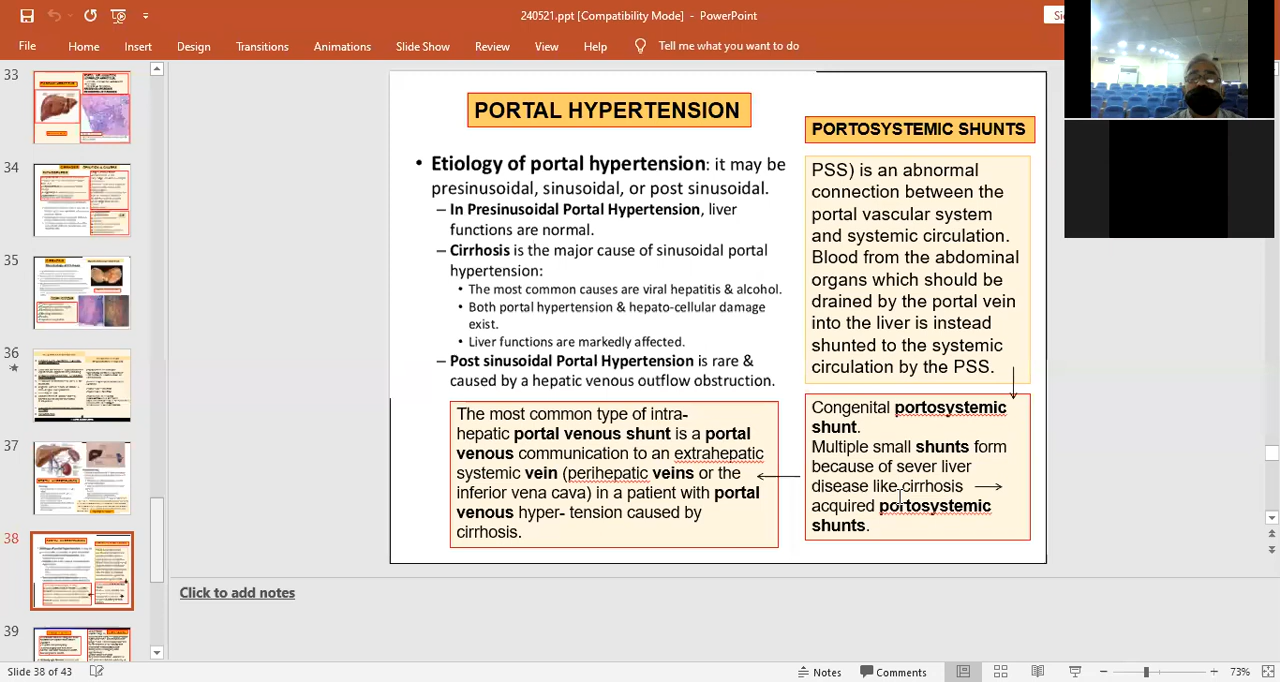 240521.ppt [Compatibility Mode] - PowerPoint
File Home Insert Design Transitions Animations Slide Show Review View Help Tell me what you want to do
33
34
35
36
37
38
39
PORTAL HYPERTENSION
• Etiology of portal hypertension: it may be
presinusoidal, sinusoidal, or post sinusoidal.
– In Presinusoidal Portal Hypertension, liver
functions are normal.
– Cirrhosis is the major cause of sinusoidal portal
hypertension:
• The most common causes are viral hepatitis & alcohol.
• Both portal hypertension & hepato-cellular damage
exist.
• Liver functions are markedly affected.
– Post sinusoidal Portal Hypertension is rare &
caused by a hepatic venous outflow obstruction.
The most common type of intra-
hepatic portal venous shunt is a portal
venous communication to an extrahepatic
systemic vein (perihepatic veins or the
inferior vena cava) in a patient with portal
venous hyper- tension caused by
cirrhosis.
PORTOSYSTEMIC SHUNTS
PSS) is an abnormal
connection between the
portal vascular system
and systemic circulation.
Blood from the abdominal
organs which should be
drained by the portal vein
into the liver is instead
shunted to the systemic
circulation by the PSS.
Congenital portosystemic
shunt.
Multiple small shunts form
because of sever liver
disease like cirrhosis
acquired portosystemic
shunts.
Click to add notes
Slide 38 of 43 Notes Comments 73%